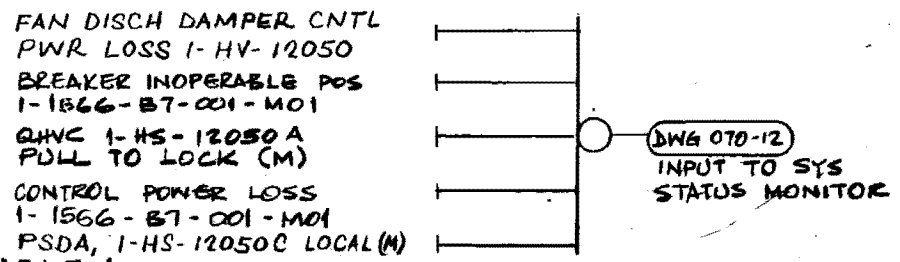 FAN DISCH DAMPER CNTL
PWR LOSS 1-HV-12050
BREAKER INOPERABLE POS
1-1566-B7-001-M01
QHVC 1-HS-12050A
PULL TO LOCK (M)
CONTROL POWER LOSS
1-1566-B7-001-M01
PSDA, 1-HS-12050C LOCAL (M)
DWG 070-12
INPUT TO SYS
STATUS MONITOR